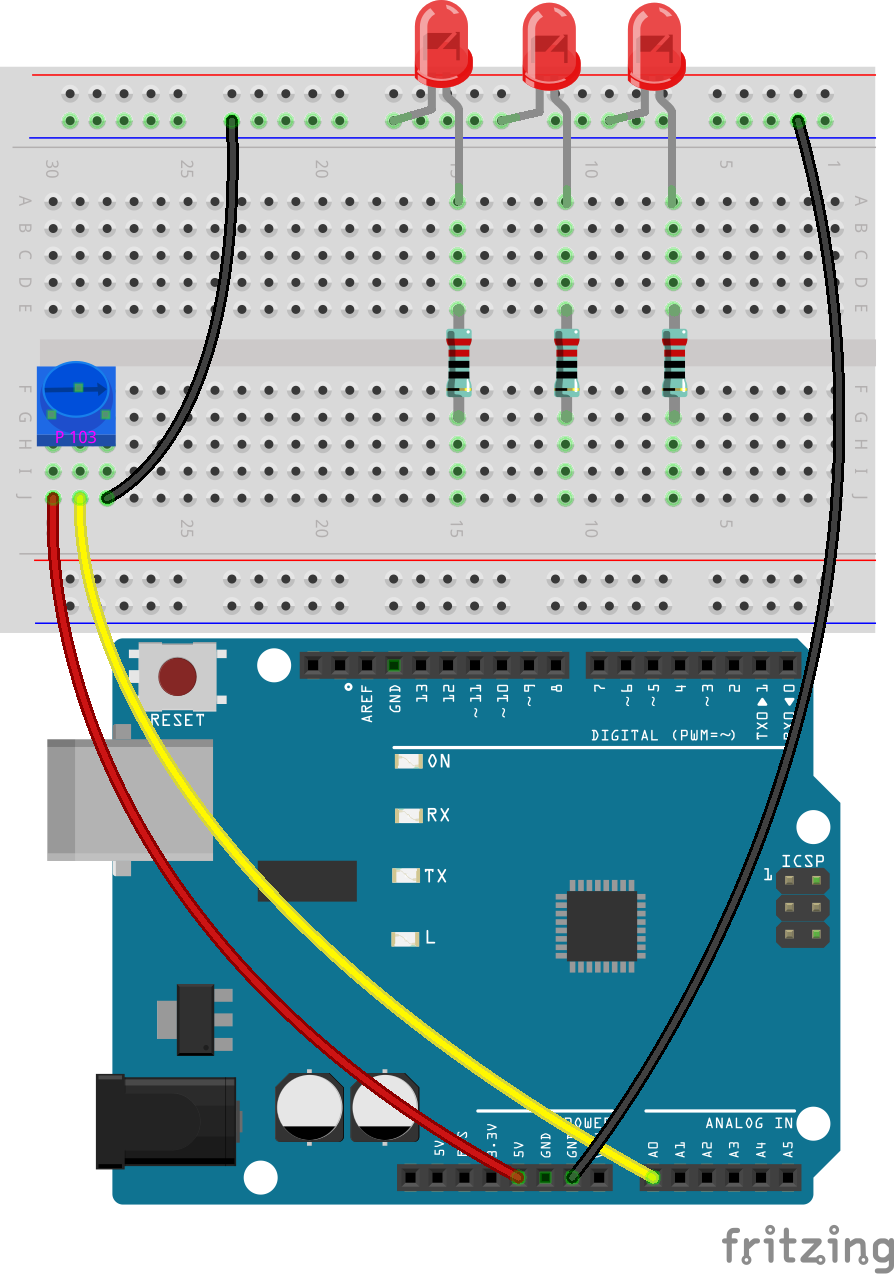 30 25 20 15 10 5 1
A A
B B
C C
D D
E E
F F
G G
H H
I I
J J
P 103
25 20 15 10 5
RESET
AREF GND 13 12 ~11 ~10 ~9 8 7 ~6 ~5 4 ~3 2 TX0▶1 RX0◀0
DIGITAL (PWM=~)
ON
RX
TX
L
ICSP
1
POWER
ANALOG IN
5V 3.3V 5V GND GND A0 A1 A2 A3 A4 A5
fritzing